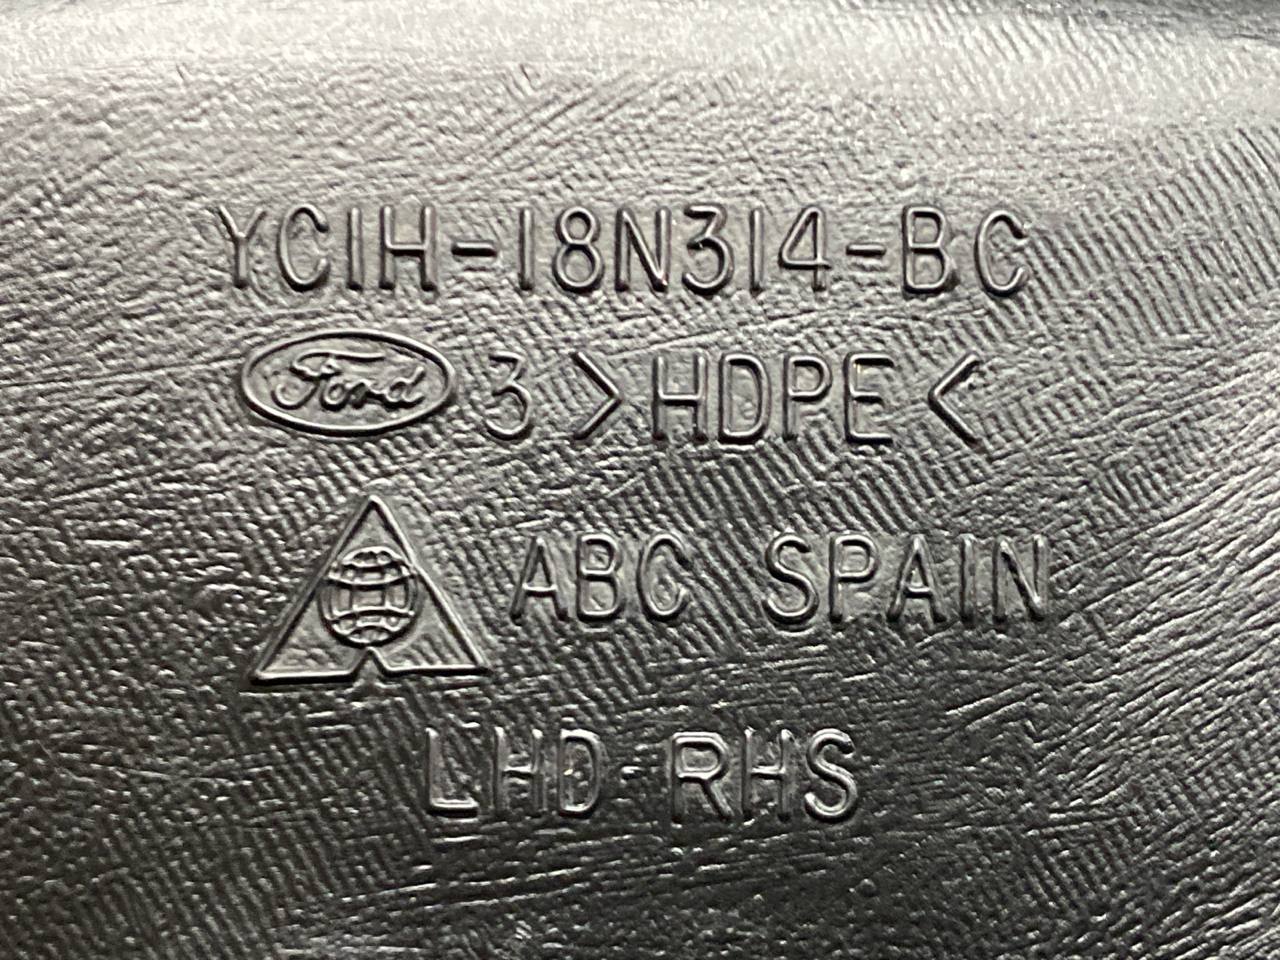 YC1H-18N314-BC
Ford 3 >HDPE<
ABC SPAIN
LHD RHS